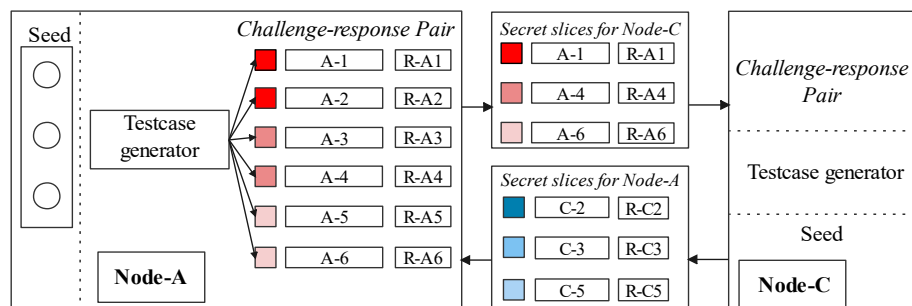 Seed
Challenge-response Pair
A-1 R-A1
A-2 R-A2
A-3 R-A3
A-4 R-A4
A-5 R-A5
A-6 R-A6
Testcase
generator
Node-A
Secret slices for Node-C
A-1 R-A1
A-4 R-A4
A-6 R-A6
Secret slices for Node-A
C-2 R-C2
C-3 R-C3
C-5 R-C5
Challenge-response
Pair
Testcase generator
Seed
Node-C